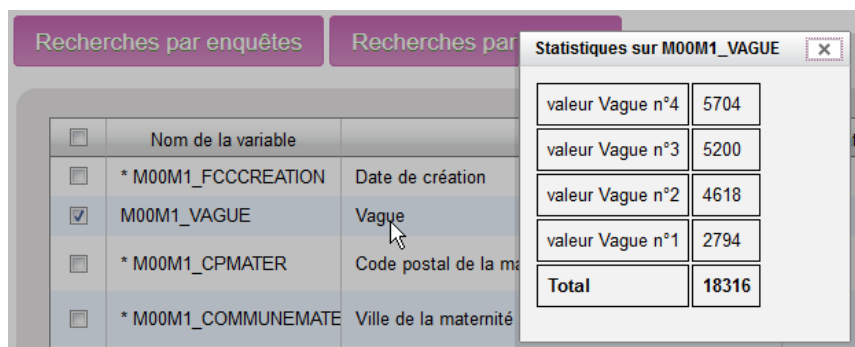 Recherches par enquêtes
Recherches par
Statistiques sur M00M1_VAGUE
valeur Vague n°4 5704
valeur Vague n°3 5200
valeur Vague n°2 4618
valeur Vague n°1 2794
Total 18316
Nom de la variable
* M00M1_FCCCREATION Date de création
M00M1_VAGUE Vague
* M00M1_CPMATER Code postal de la ma
* M00M1_COMMUNEMATE Ville de la maternité